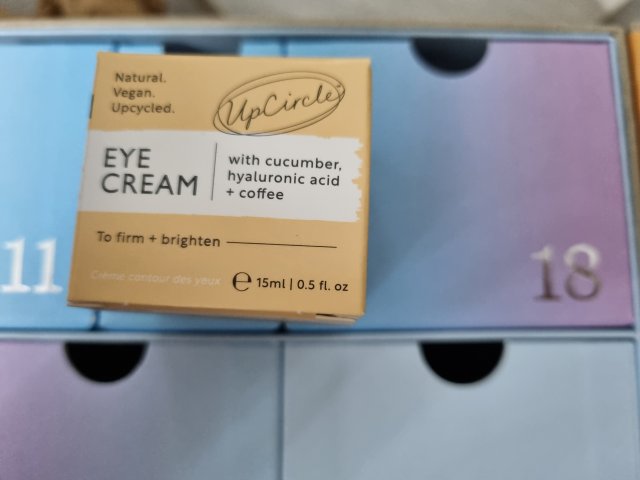 Natural.
Vegan.
Upcycled.
UpCircle
EYE
CREAM
with cucumber,
hyaluronic acid
+ coffee
To firm + brighten
Crème contour des yeux
℮ 15ml | 0.5 fl. oz
11
18